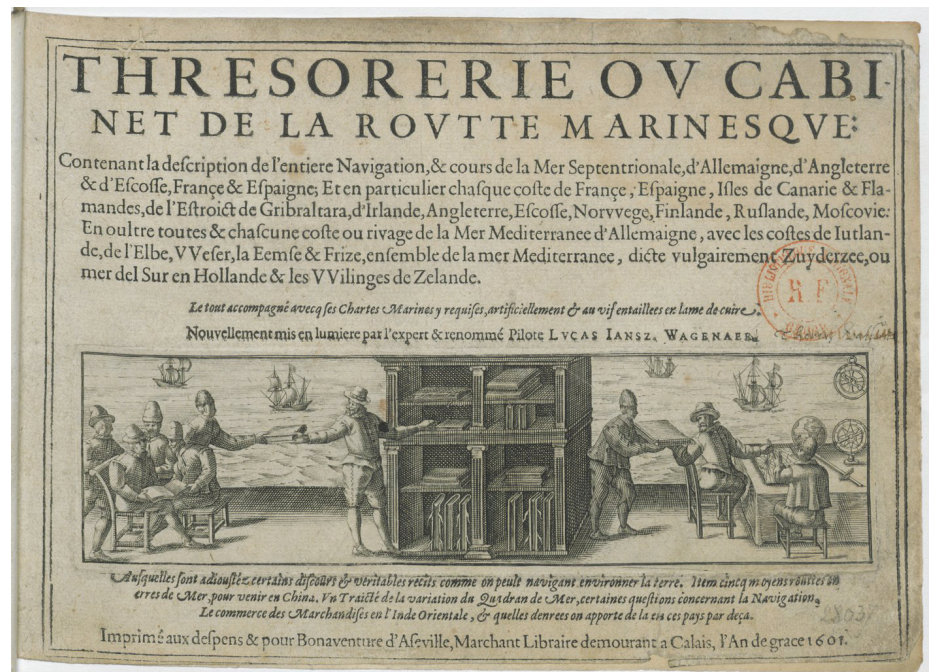 THRESORERIE OV CABI-
NET DE LA ROVTTE MARINESQVE:
Contenant la deſcription de l'entiere Navigation, & cours de la Mer Septentrionale, d'Allemaigne, d'Angleterre
& d'Eſcoſſe, Françe & Eſpaigne; Et en particulier chaſque coſte de Françe, Eſpaigne, Isles de Canarie & Fla-
mandes, de l'Eſtroict de Gribraltara, d'Irlande, Angleterre, Eſcoſſe, Norvvege, Finlande, Ruſlande, Moſcovie:
En oultre toutes & chaſcune coſte ou rivage de la Mer Mediterranee d'Allemaigne, avec les coſtes de Iutlan-
de, de l'Elbe, VVeſer, la Eemſe & Frize, enſemble de la mer Mediterranee, dicte vulgairement Zuyderzee, ou
mer del Sur en Hollande & les VVilinges de Zelande.
Le tout accompagné avecq ſes Chartes Marines y requiſes, artificiellement & au vif entaillees en lame de cuire.
Nouvellement mis en lumiere par l'expert & renommé Pilote LVCAS IANSZ. WAGENAER.
R F
Auſquelles ſont adiouſtéz certains diſcours & veritables recits comme on peult navigant environner la terre. Item cincq moyens routtes ou
erres de Mer, pour venir en China. Vn Traicté de la variation du Quadran de Mer, certaines queſtions concernant la Navigation,
Le commerce des Marchandiſes en l'Inde Orientale, & quelles denrees on apporte de la en ces pays par deça.
Imprimé aux deſpens & pour Bonaventure d'Aſeville, Marchant Libraire demourant a Calais, l'An de grace 1601.